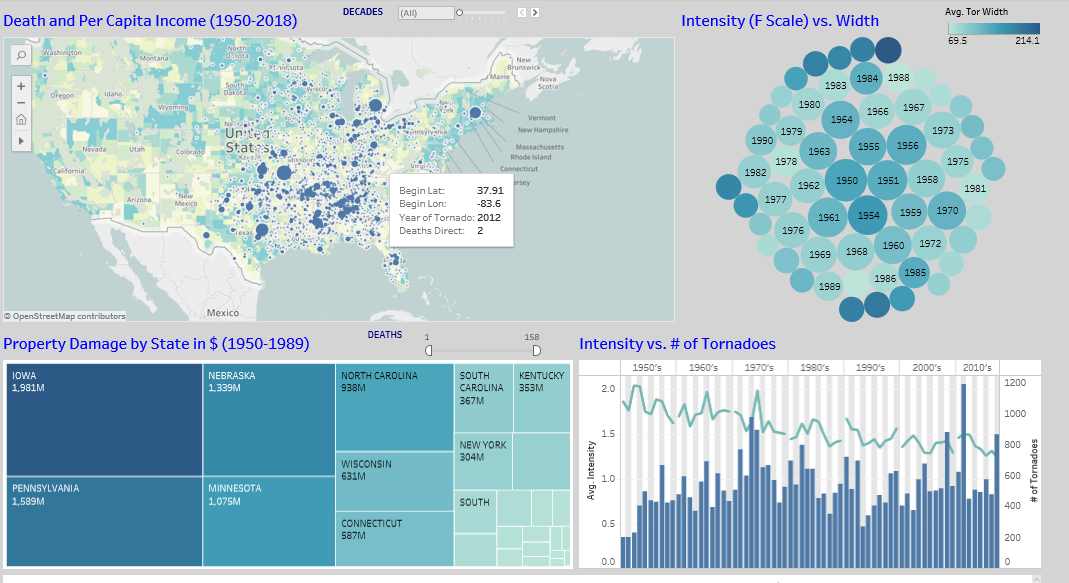 Death and Per Capita Income (1950-2018)
DECADES
(All)
Intensity (F Scale) vs. Width
Avg. Tor Width
69.5
214.1
Washington
Montana
North
Minnesota
Oregon
Idaho
South
Dakota
Wyoming
Nevada
Utah
Colorado
United
States
California
Arizona
New
Mexico
Texas
Missouri
New
Brunswick
Maine
Nova
Scotia
New
York
Pennsylvania
Vermont
New Hampshire
Massachusetts
Rhode Island
Connecticut
Mexico
Begin Lat: 37.91
Begin Lon: -83.6
Year of Tornado: 2012
Deaths Direct: 2
© OpenStreetMap contributors
1984
1988
1983
1980
1966
1967
1964
1979
1973
1990
1955
1956
1963
1978
1975
1982
1950
1951
1958
1962
1981
1977
1961
1954
1959
1970
1976
1960
1972
1969
1968
1985
1986
1989
DEATHS
1
158
Property Damage by State in $ (1950-1989)
IOWA
1,981M
NEBRASKA
1,339M
NORTH CAROLINA
938M
SOUTH
CAROLINA
367M
KENTUCKY
353M
NEW YORK
304M
WISCONSIN
631M
PENNSYLVANIA
1,589M
MINNESOTA
1,075M
SOUTH
CONNECTICUT
587M
Intensity vs. # of Tornadoes
1950's 1960's 1970's 1980's 1990's 2000's 2010's
2.0
1.5
1.0
0.5
0.0
Avg. Intensity
1200
1000
800
600
400
200
0
# of Tornadoes